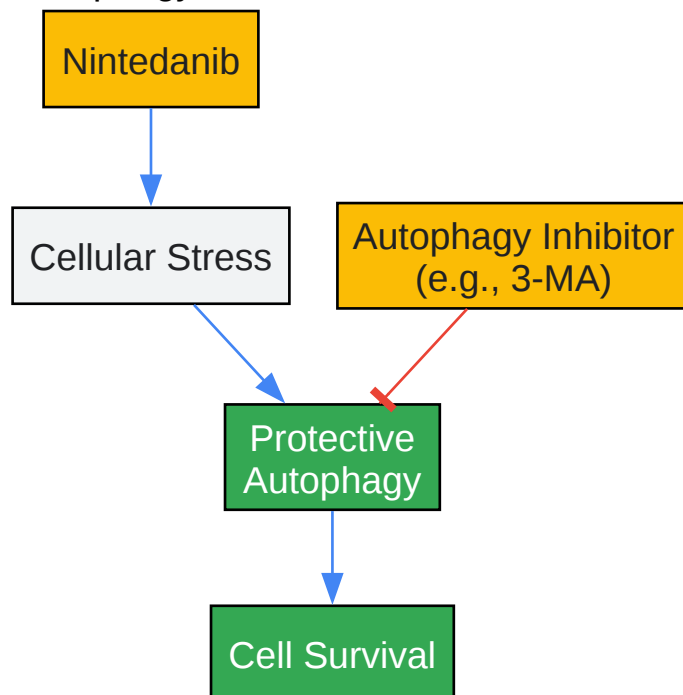 Nintedanib
Cellular Stress
Autophagy Inhibitor
(e.g., 3-MA)
Protective
Autophagy
Cell Survival